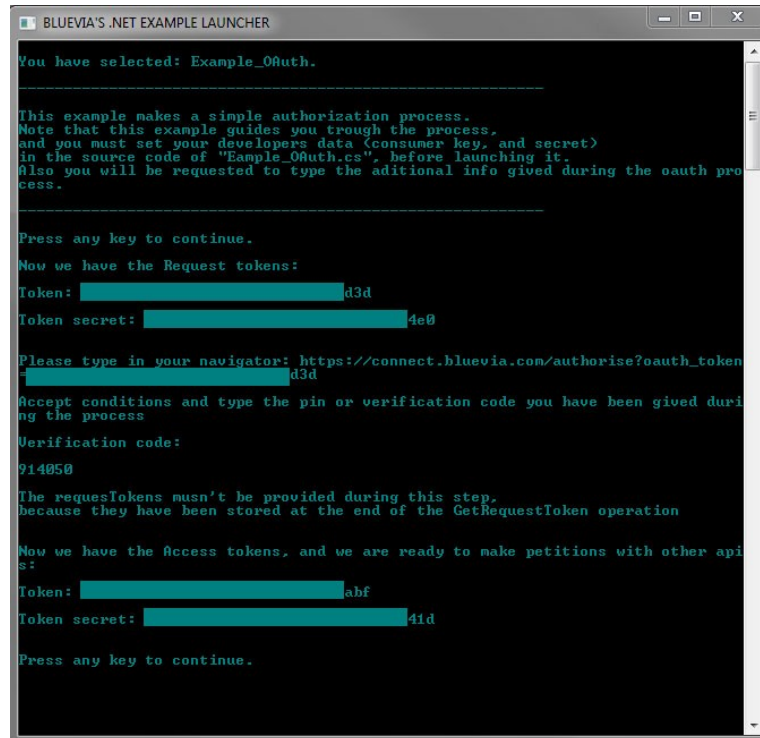 BLUEVIA'S .NET EXAMPLE LAUNCHER
You have selected: Example_OAuth.
This example makes a simple authorization process.
Note that this example guides you trough the process,
and you must set your developers data (consumer key, and secret)
in the source code of "Eample_OAuth.cs", before launching it.
Also you will be requested to type the aditional info gived during the oauth pro
cess.
Press any key to continue.
Now we have the Request tokens:
Token: d3d
Token secret: 4e0
Please type in your navigator: https://connect.bluevia.com/authorise?oauth_token
=d3d
Accept conditions and type the pin or verification code you have been gived duri
ng the process
Verification code:
914050
The requesTokens musn't be provided during this step,
because they have been stored at the end of the GetRequestToken operation
Now we have the Access tokens, and we are ready to make petitions with other api
s:
Token: abf
Token secret: 41d
Press any key to continue.